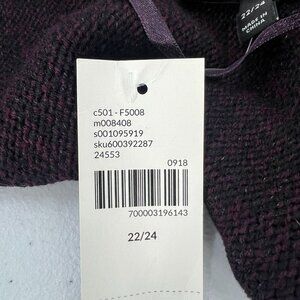 22/24
MADE IN
CHINA
c501 - F5008
m008408
s001095919
sku600392287
24553
0918
700003196143
22/24